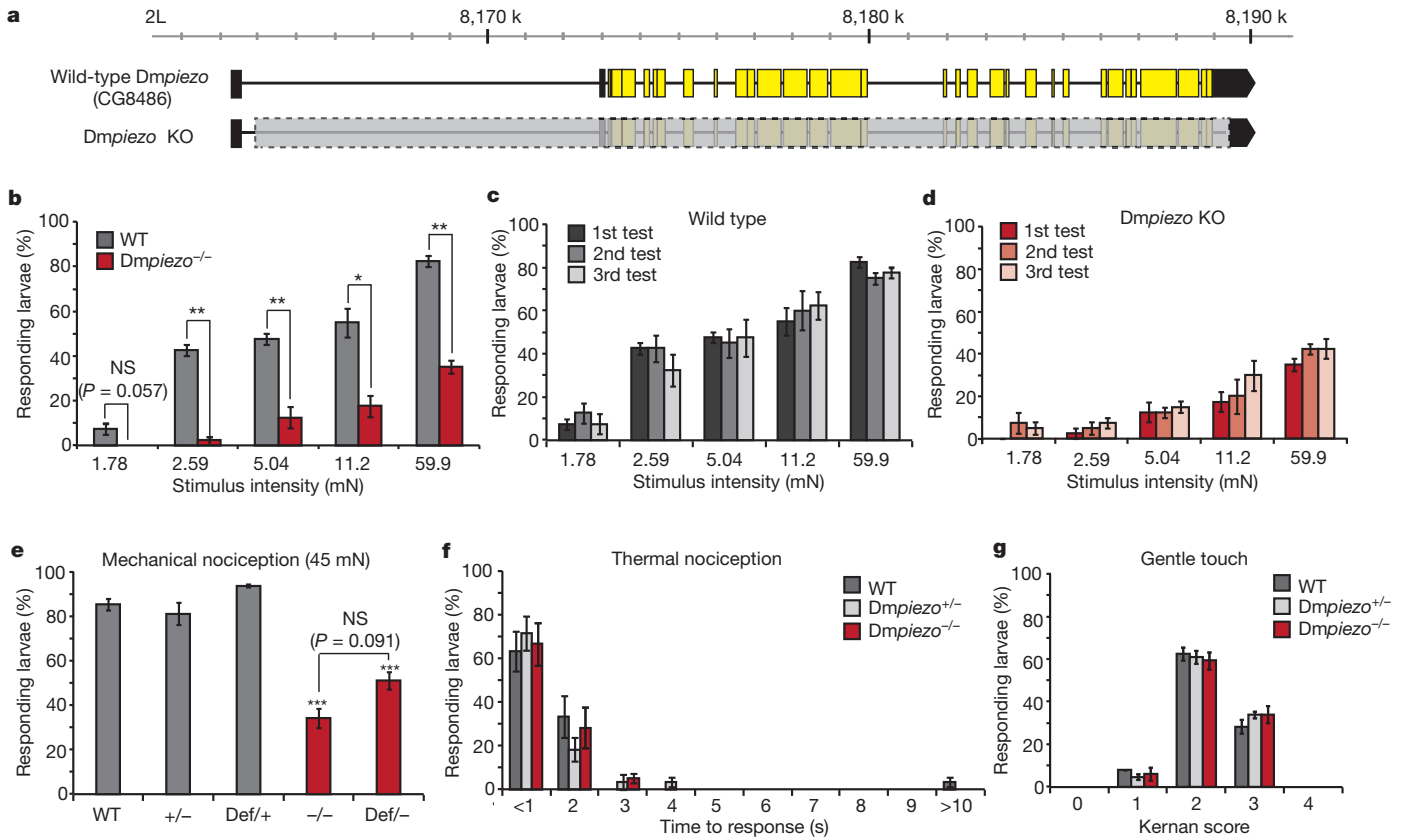 a
2L
8,170 k
8,180 k
8,190 k
Wild-type Dmpiezo
(CG8486)
Dmpiezo KO
b
Responding larvae (%)
100
80
60
40
20
0
WT
Dmpiezo–/–
NS
(P = 0.057)
**
**
*
**
1.78
2.59
5.04
11.2
59.9
Stimulus intensity (mN)
c
Wild type
Responding larvae (%)
100
80
60
40
20
0
1st test
2nd test
3rd test
1.78
2.59
5.04
11.2
59.9
Stimulus intensity (mN)
d
Dmpiezo KO
Responding larvae (%)
100
80
60
40
20
0
1st test
2nd test
3rd test
1.78
2.59
5.04
11.2
59.9
Stimulus intensity (mN)
e
Mechanical nociception (45 mN)
Responding larvae (%)
100
80
60
40
20
0
NS
(P = 0.091)
***
***
WT
+/–
Def/+
–/–
Def/–
f
Thermal nociception
Responding larvae (%)
100
80
60
40
20
0
WT
Dmpiezo+/–
Dmpiezo–/–
<1
2
3
4
5
6
7
8
9
>10
Time to response (s)
g
Gentle touch
Responding larvae (%)
100
80
60
40
20
0
WT
Dmpiezo+/–
Dmpiezo–/–
0
1
2
3
4
Kernan score